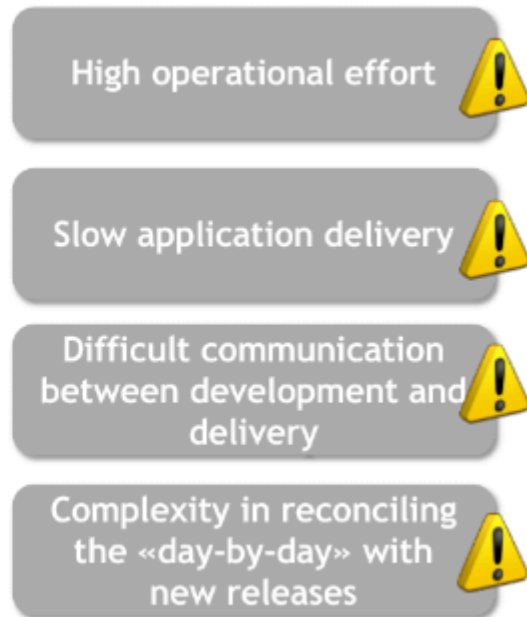 High operational effort
Slow application delivery
Difficult communication
between development and
delivery
Complexity in reconciling
the «day-by-day» with
new releases